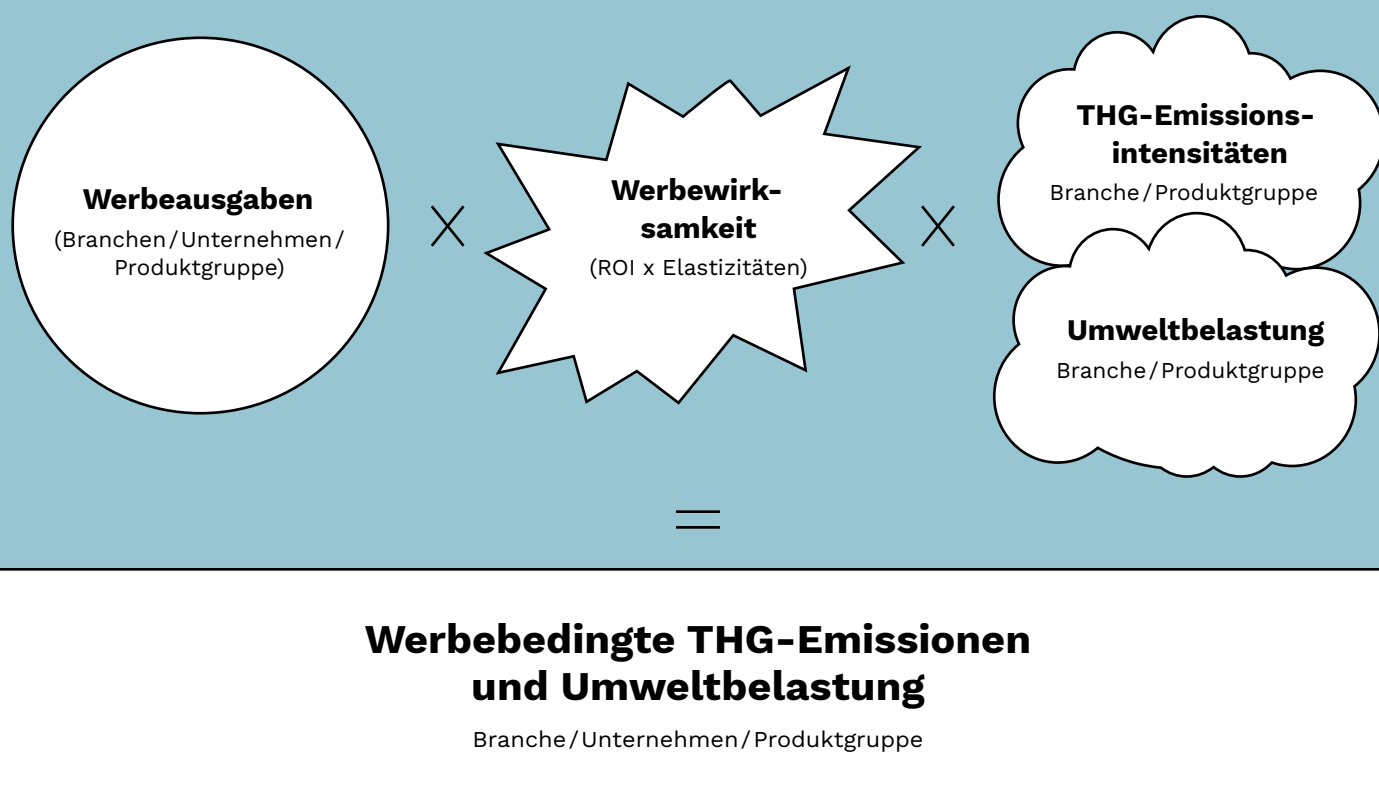 Werbeausgaben
(Branchen/Unternehmen/
Produktgruppe)
X
Werbewirk-
samkeit
(ROI x Elastizitäten)
X
THG-Emissions-
intensitäten
Branche/Produktgruppe
Umweltbelastung
Branche/Produktgruppe
=
Werbebedingte THG-Emissionen
und Umweltbelastung
Branche/Unternehmen/Produktgruppe